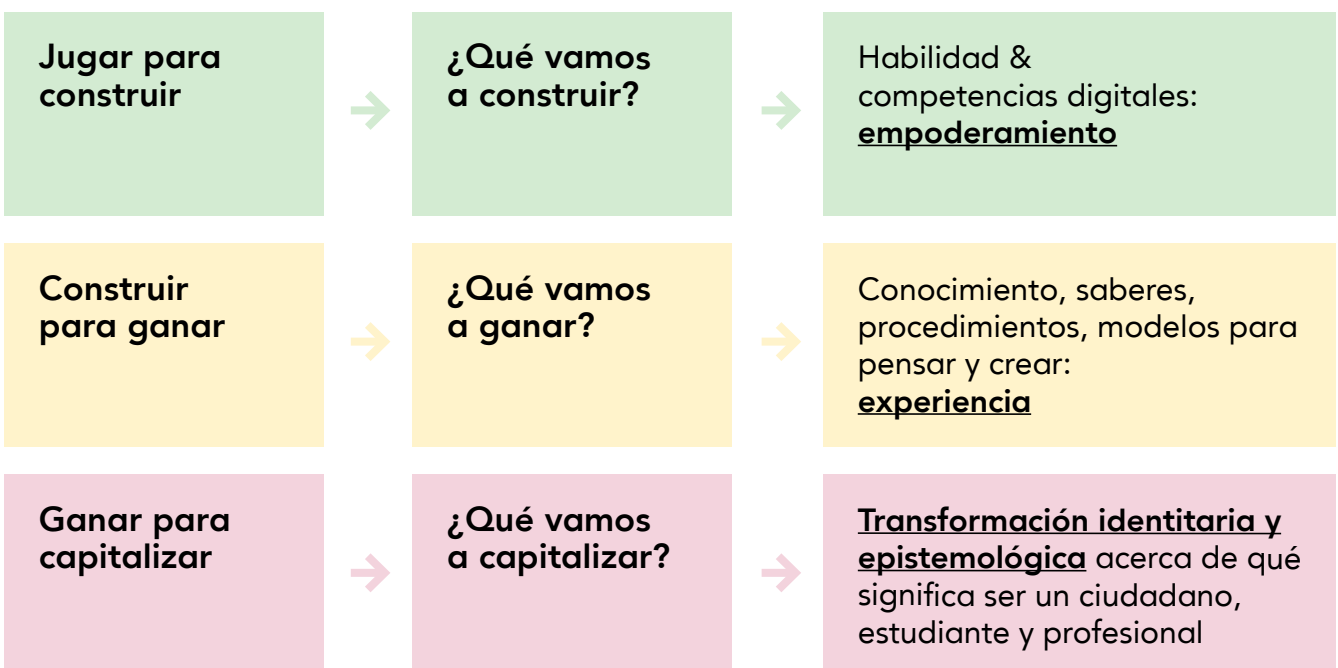 Jugar para
construir
¿Qué vamos
a construir?
Habilidad &
competencias digitales:
empoderamiento
Construir
para ganar
¿Qué vamos
a ganar?
Conocimiento, saberes,
procedimientos, modelos para
pensar y crear:
experiencia
Ganar para
capitalizar
¿Qué vamos
a capitalizar?
Transformación identitaria y
epistemológica acerca de qué
significa ser un ciudadano,
estudiante y profesional